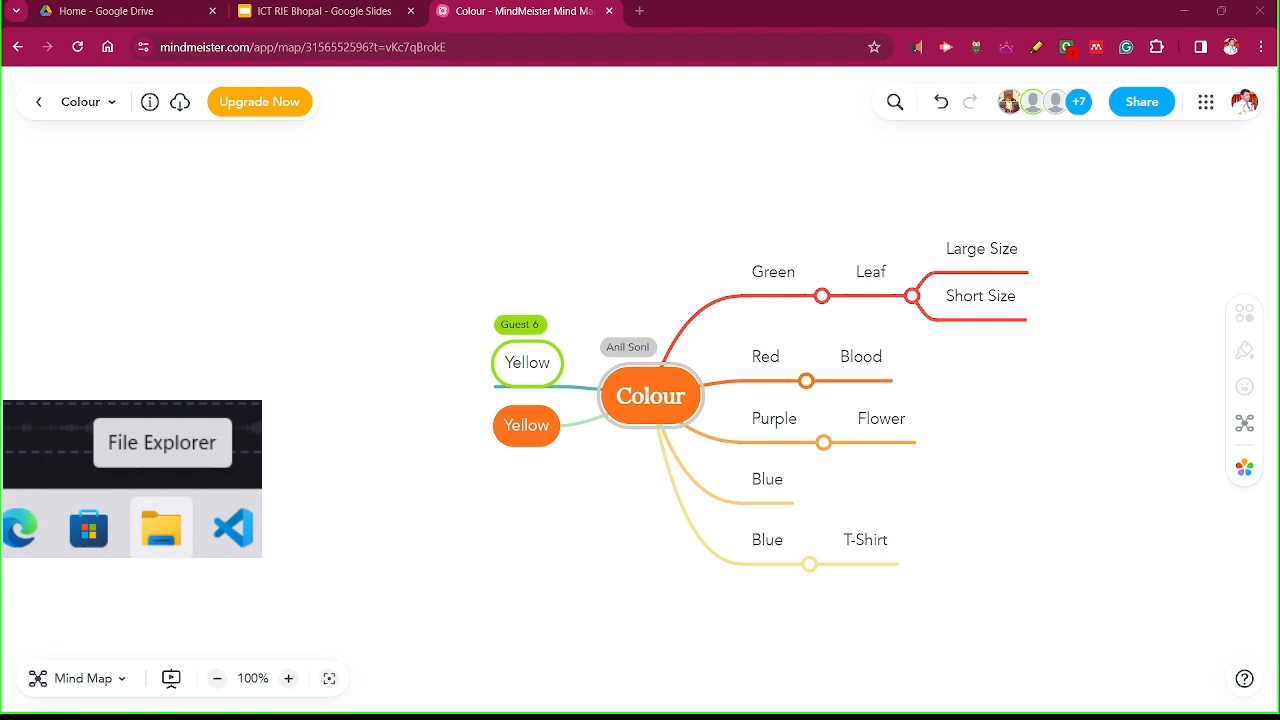 Home - Google Drive
ICT RIE Bhopal - Google Slides
Colour - MindMeister Mind Ma
mindmeister.com/app/map/3156552596?t=vKc7qBrokE
Colour
Upgrade Now
+7
Share
Large Size
Green
Leaf
Short Size
Guest 6
Anil Soni
Yellow
Red
Blood
Colour
Yellow
Purple
Flower
File Explorer
Blue
Blue
T-Shirt
Mind Map
100%